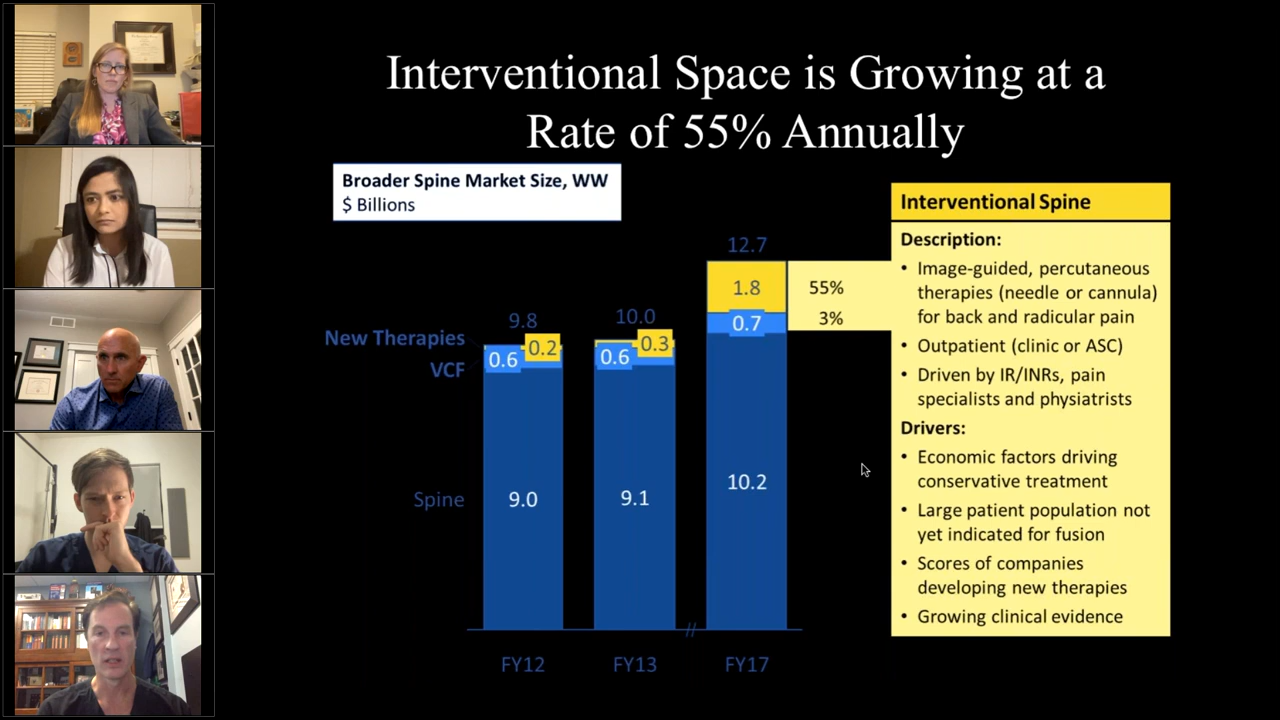 Interventional Space is Growing at a
Rate of 55% Annually
Broader Spine Market Size, WW
$ Billions
New Therapies
VCF
Spine
9.8
0.6
0.2
9.0
FY12
10.0
0.6
0.3
9.1
FY13
//
12.7
1.8
0.7
10.2
FY17
55%
3%
Interventional Spine
Description:
• Image-guided, percutaneous
therapies (needle or cannula)
for back and radicular pain
• Outpatient (clinic or ASC)
• Driven by IR/INRs, pain
specialists and physiatrists
Drivers:
• Economic factors driving
conservative treatment
• Large patient population not
yet indicated for fusion
• Scores of companies
developing new therapies
• Growing clinical evidence